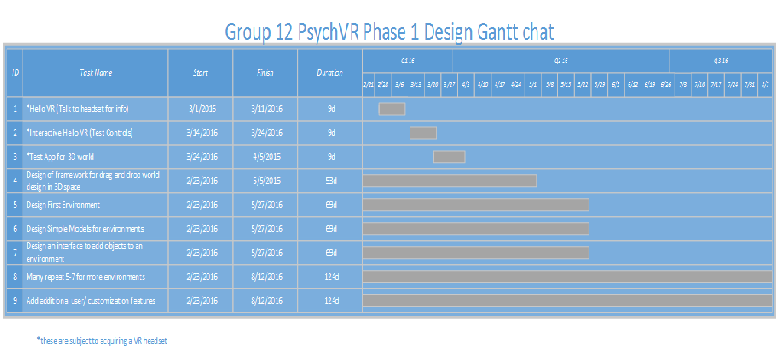 Group 12 PsychVR Phase 1 Design Gantt chat
ID Task Name Start Finish Duration Q1 16 Q2 16 Q3 16
2/21 2/28 3/6 3/13 3/20 3/27 4/3 4/10 4/17 4/24 5/1 5/8 5/15 5/22 5/29 6/5 6/12 6/19 6/26 7/3 7/10 7/17 7/24 7/31 8/7
1 *Hello VR (Talk to headset for info) 3/1/2016 3/11/2016 9d
2 *Interactive Hello VR (Test Controls) 3/14/2016 3/24/2016 9d
3 *Test App for 3D world 3/24/2016 4/5/2016 9d
4 Design of framework for drag and drop world design in 3D space 2/23/2016 5/5/2016 53d
5 Design First Environment 2/23/2016 5/27/2016 69d
6 Design Simple Models for environments 2/23/2016 5/27/2016 69d
7 Design an interface to add objects to an environment 2/23/2016 5/27/2016 69d
8 Many repeat 5-7 for more environments 2/23/2016 8/12/2016 124d
9 Add additional user/ customization features 2/23/2016 8/12/2016 124d
*these are subject to acquiring a VR headset